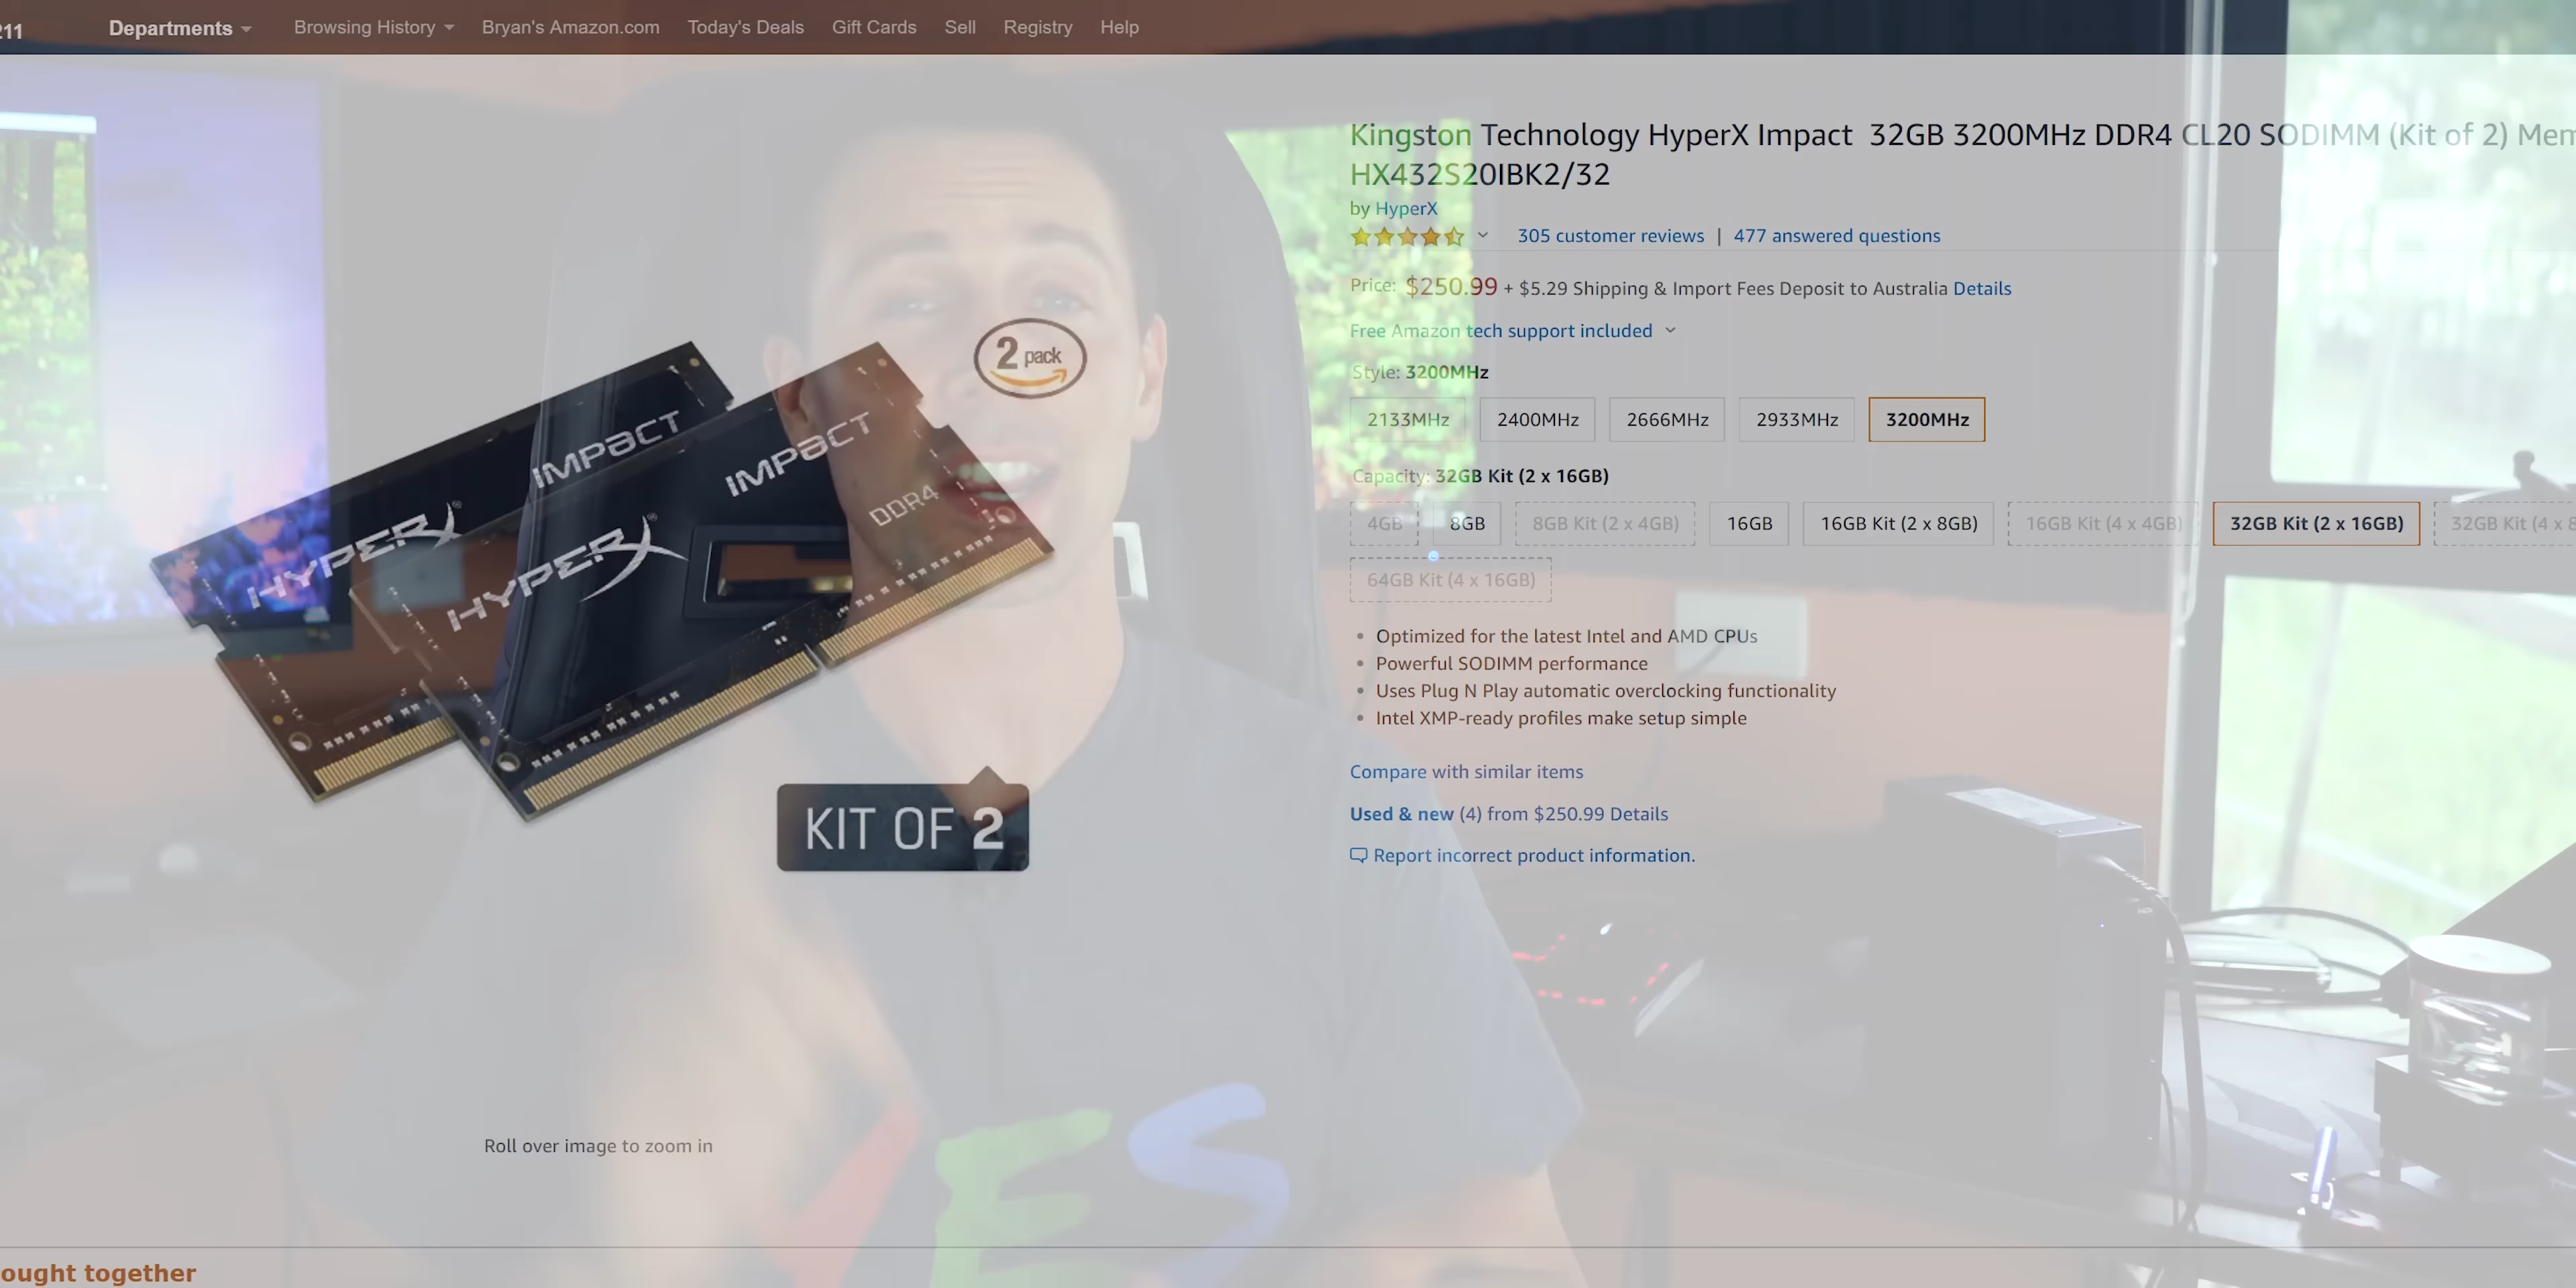 211 Departments Browsing History Bryan's Amazon.com Today's Deals Gift Cards Sell Registry Help
Kingston Technology HyperX Impact 32GB 3200MHz DDR4 CL20 SODIMM (Kit of 2)
HX432S20IBK2/32
by HyperX
305 customer reviews | 477 answered questions
Price: $250.99 + $5.29 Shipping & Import Fees Deposit to Australia Details
Free Amazon tech support included
Style: 3200MHz
2133MHz 2400MHz 2666MHz 2933MHz 3200MHz
Capacity: 32GB Kit (2 x 16GB)
4GB 8GB 8GB Kit (2 x 4GB) 16GB 16GB Kit (2 x 8GB) 16GB Kit (4 x 4GB) 32GB Kit (2 x 16GB) 32GB Kit (4 x 8
64GB Kit (4 x 16GB)
Optimized for the latest Intel and AMD CPUs
Powerful SODIMM performance
Uses Plug N Play automatic overclocking functionality
Intel XMP-ready profiles make setup simple
Compare with similar items
Used & new (4) from $250.99 Details
Report incorrect product information.
2 pack
IMPACT
HYPERX®
IMPACT
DDR4
HYPERX®
KIT OF 2
Roll over image to zoom in
YES
ought together